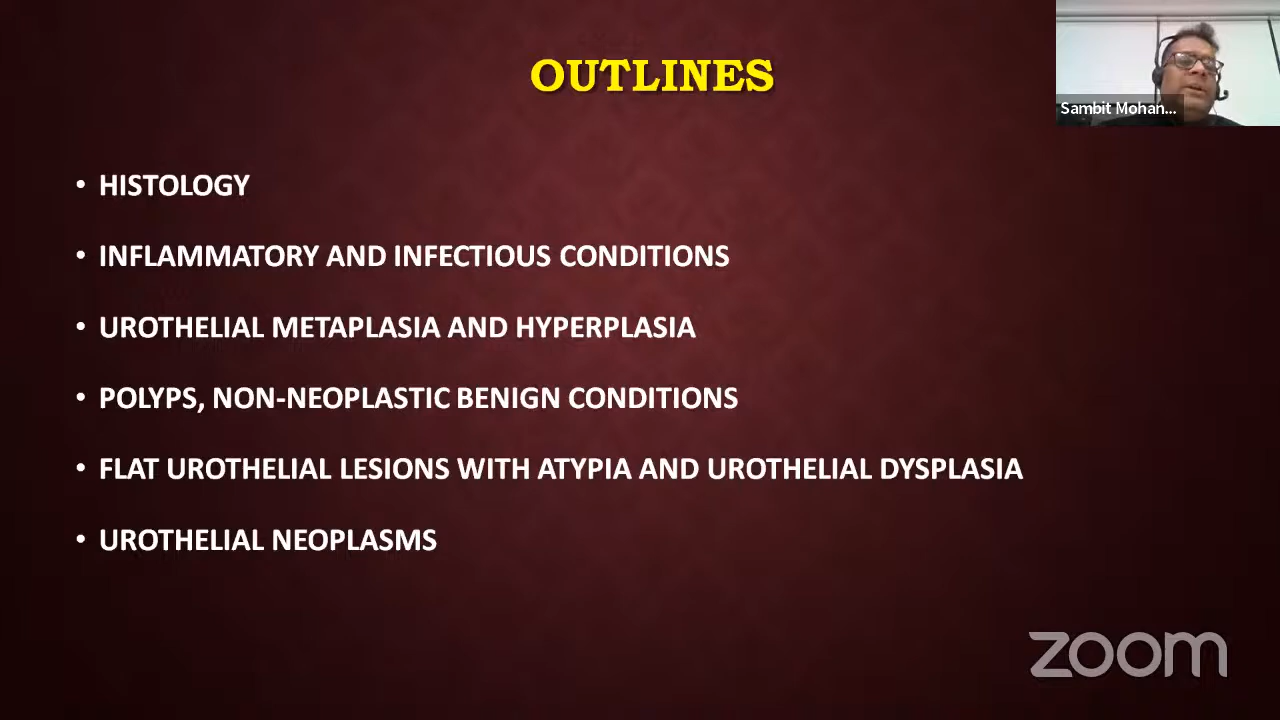 OUTLINES
Sambit Mohan...
• HISTOLOGY
• INFLAMMATORY AND INFECTIOUS CONDITIONS
• UROTHELIAL METAPLASIA AND HYPERPLASIA
• POLYPS, NON-NEOPLASTIC BENIGN CONDITIONS
• FLAT UROTHELIAL LESIONS WITH ATYPIA AND UROTHELIAL DYSPLASIA
• UROTHELIAL NEOPLASMS
zoom